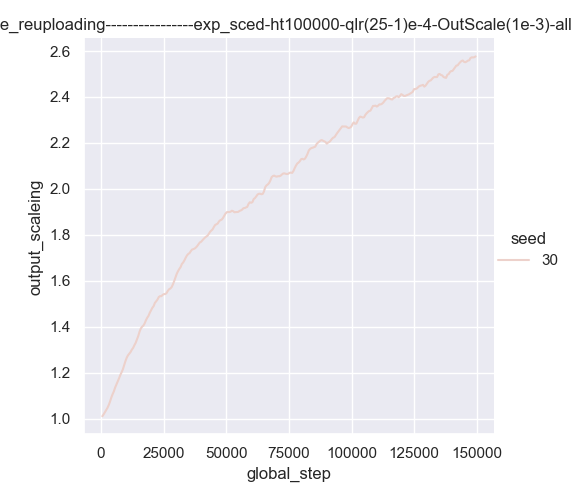 e_reuploading----------------exp_sced-ht100000-qlr(25-1)e-4-OutScale(1e-3)-all
2.6
2.4
2.2
2.0
1.8
1.6
1.4
1.2
1.0
output_scaleing
seed
30
0 25000 50000 75000 100000 125000 150000
global_step